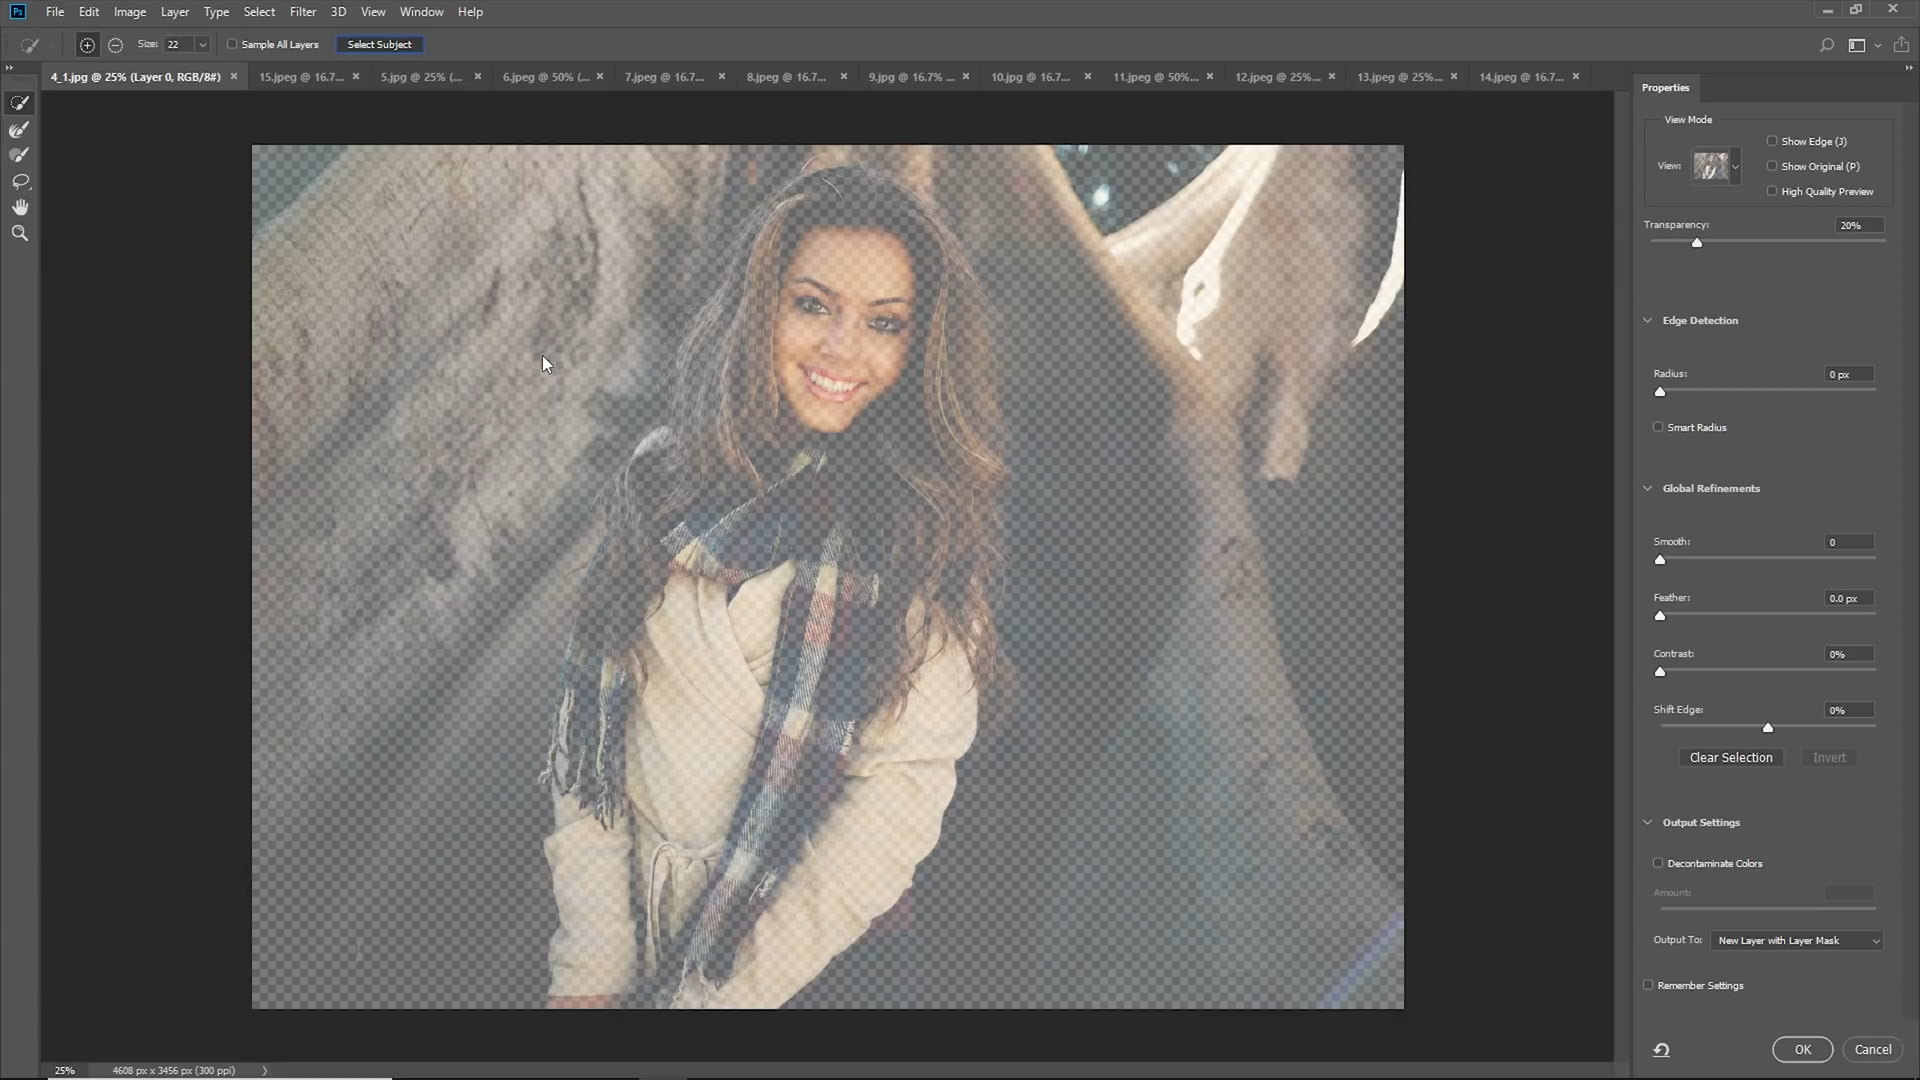 Ps File Edit Image Layer Type Select Filter 3D View Window Help
Size: 22 Sample All Layers Select Subject
4_1.jpg @ 25% (Layer 0, RGB/8#) 15.jpeg @ 16.7... 5.jpg @ 25% (... 6.jpeg @ 50% (... 7.jpeg @ 16.7... 8.jpeg @ 16.7... 9.jpg @ 16.7% ... 10.jpg @ 16.7... 11.jpeg @ 50%... 12.jpeg @ 25%... 13.jpeg @ 25%... 14.jpeg @ 16.7...
Properties
View Mode
Show Edge (J)
View:
Show Original (P)
High Quality Preview
Transparency: 20%
Edge Detection
Radius: 0 px
Smart Radius
Global Refinements
Smooth: 0
Feather: 0.0 px
Contrast: 0%
Shift Edge: 0%
Clear Selection Invert
Output Settings
Decontaminate Colors
Amount:
Output To: New Layer with Layer Mask
Remember Settings
OK Cancel
25% 4608 px x 3456 px (300 ppi)